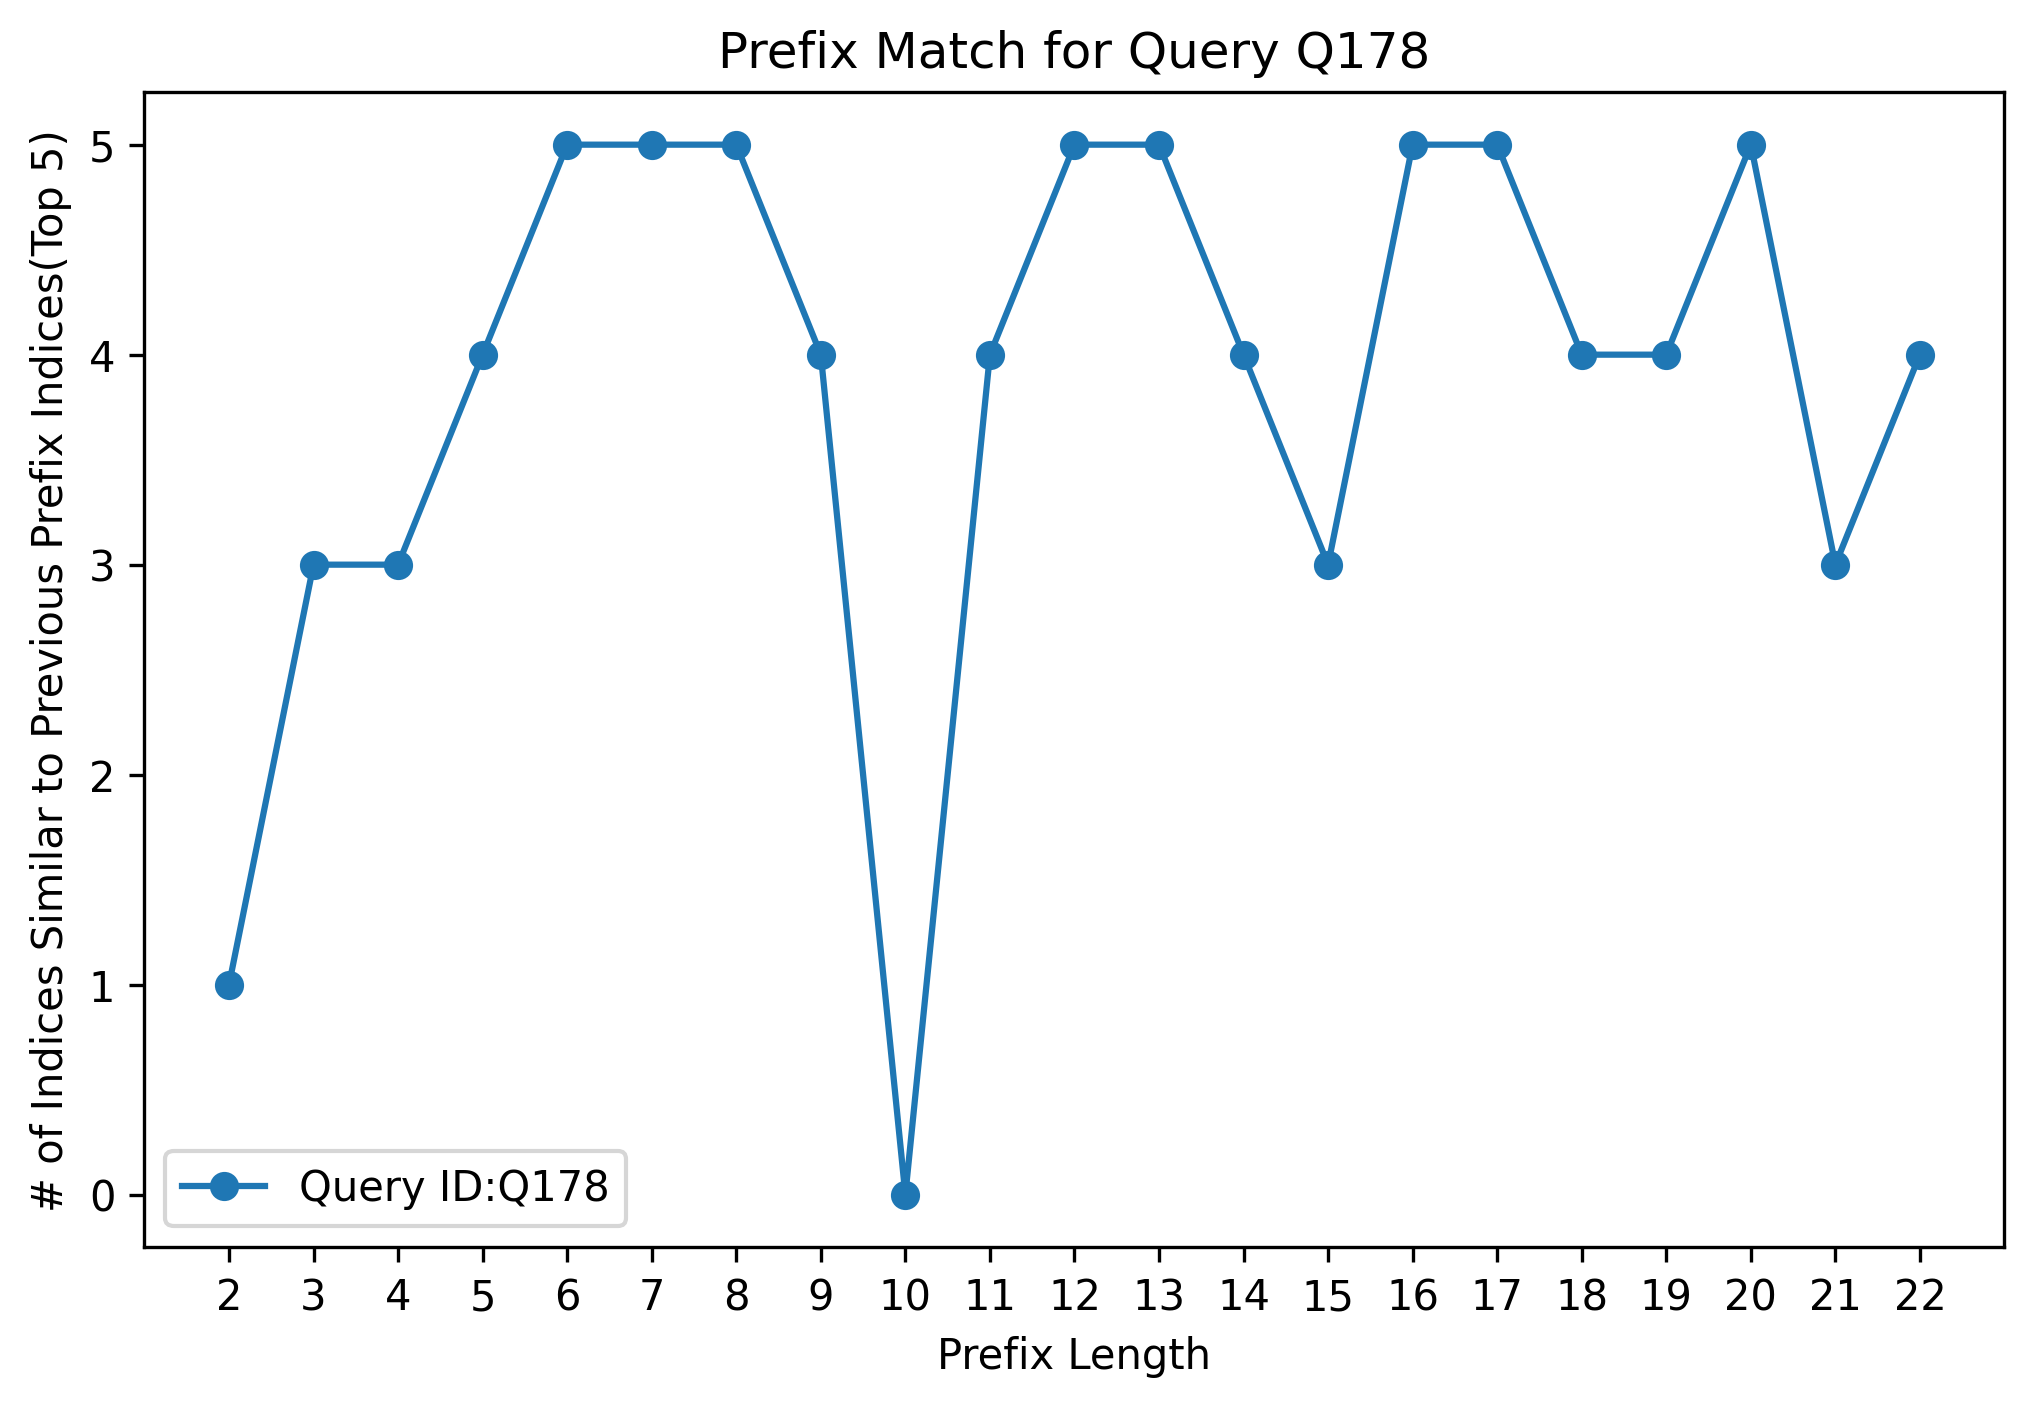 Prefix Match for Query Q178
# of Indices Similar to Previous Prefix Indices(Top 5)
5
4
3
2
1
0
Query ID:Q178
2 3 4 5 6 7 8 9 10 11 12 13 14 15 16 17 18 19 20 21 22
Prefix Length